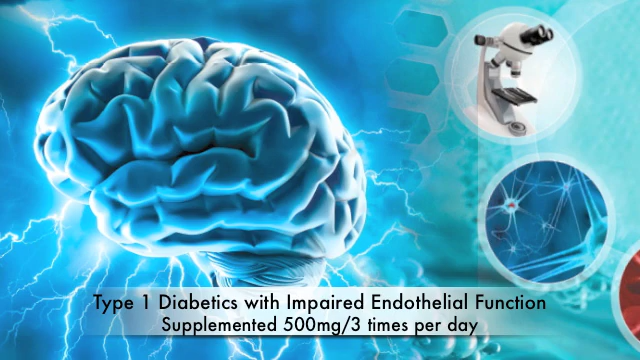 Type 1 Diabetics with Impaired Endothelial Function
Supplemented 500mg/3 times per day